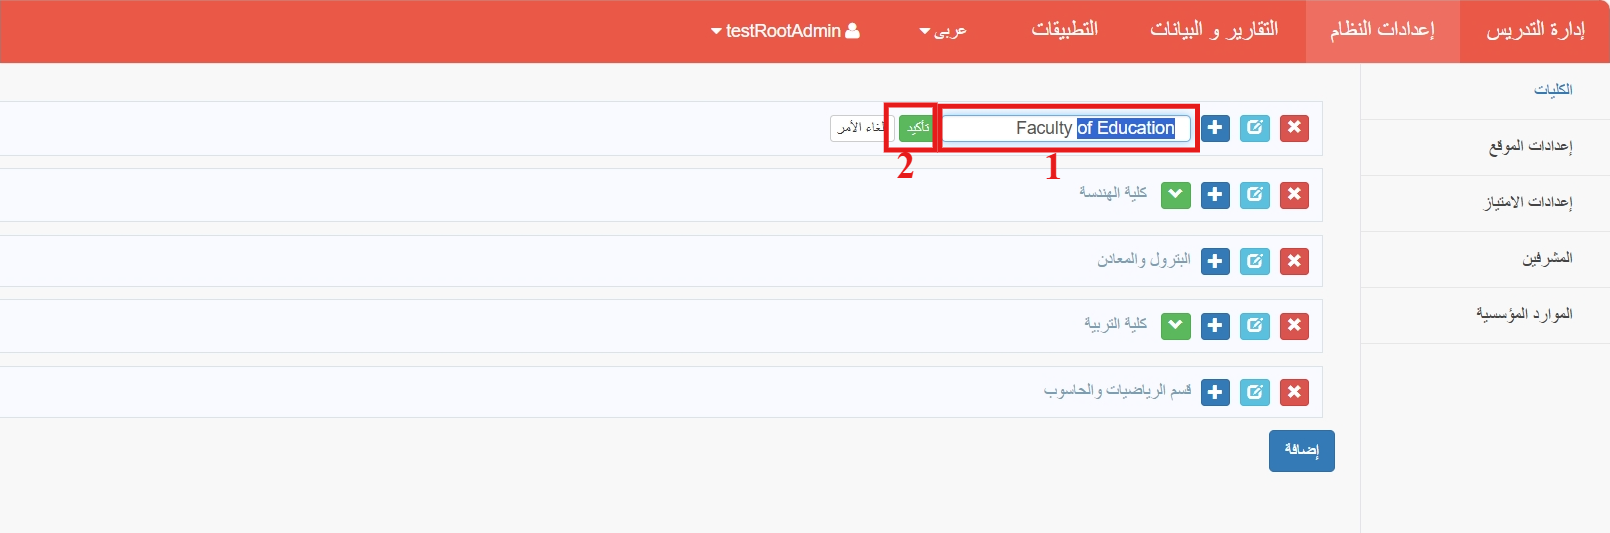 إدارة التدريس
إعدادات النظام
التقارير و البيانات
التطبيقات
عربى
testRootAdmin
الكليات
إعدادات الموقع
إعدادات الامتياز
المشرفين
الموارد المؤسسية
Faculty of Education
تأكيد
لغاء الأمر
1
2
كلية الهندسة
البترول والمعادن
كلية التربية
قسم الرياضيات والحاسوب
إضافة